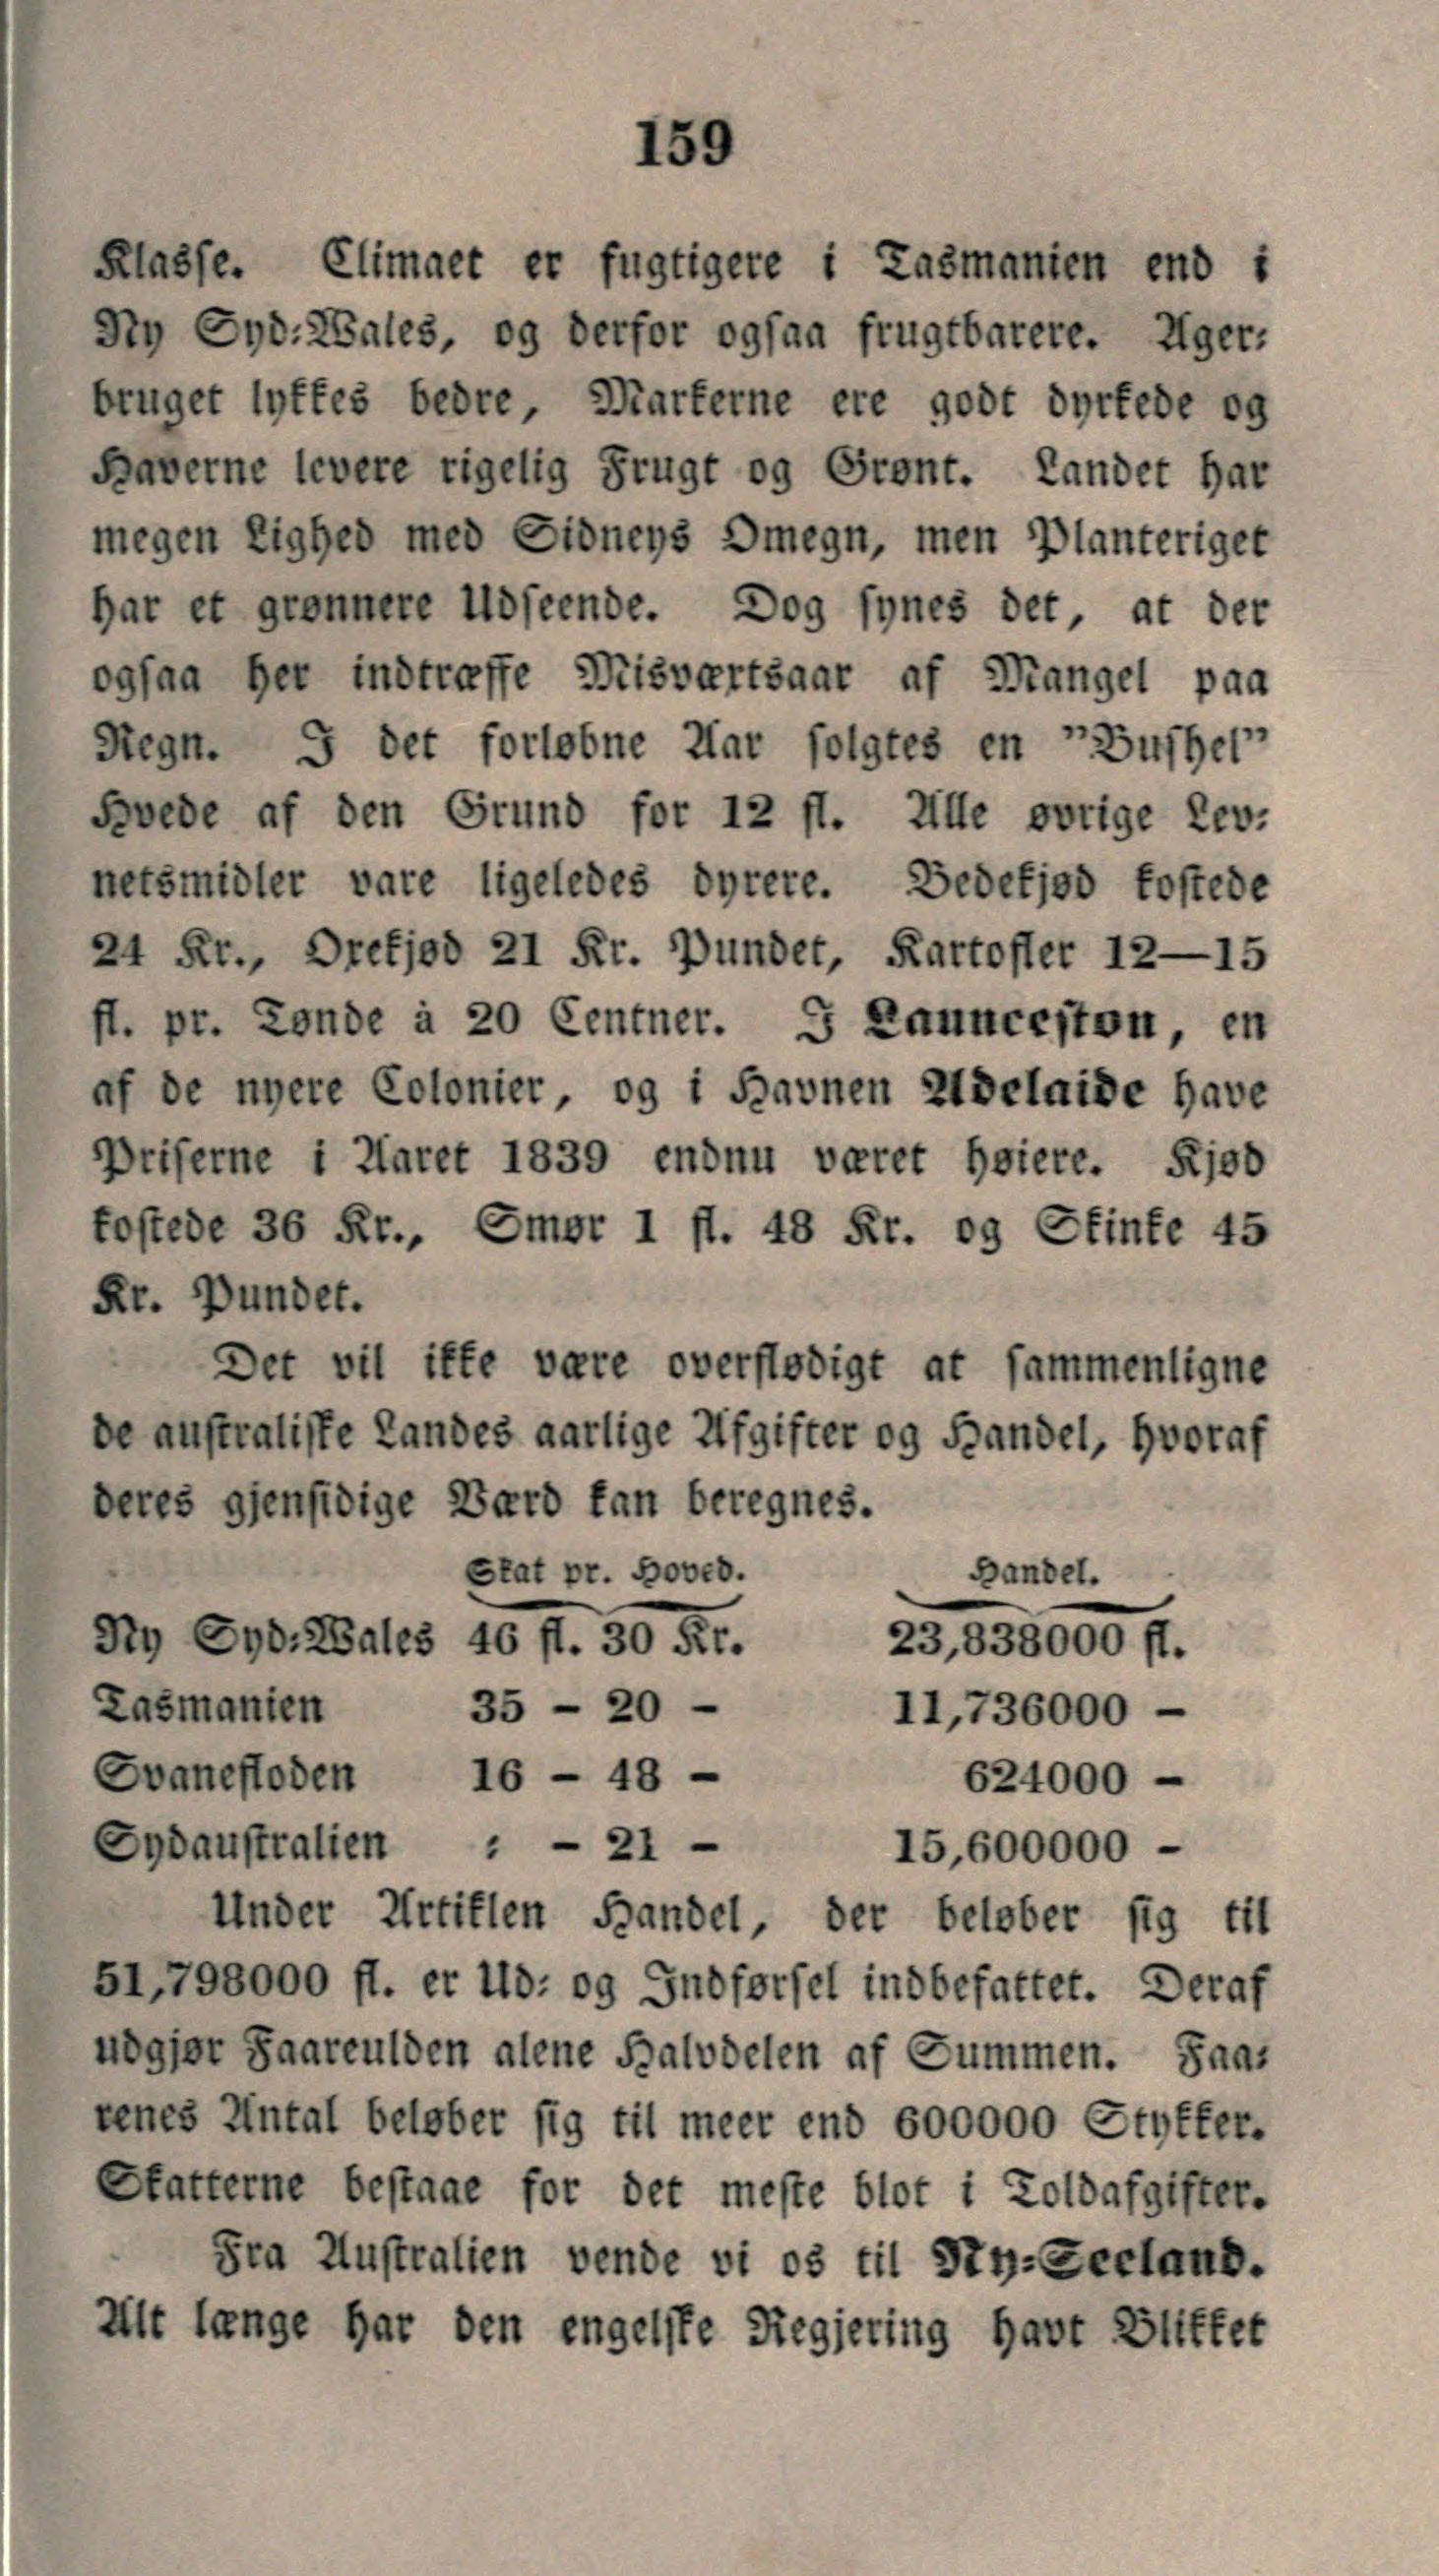 159
Klasse. Climaet er fugtigere i Tasmanien end i
Ny Syd-Wales, og derfor ogsaa frugtbarere. Ager-
bruget lykkes bedre, Markerne ere godt dyrkede og
Haverne levere rigelig Frugt og Grønt. Landet har
megen Lighed med Sidneys Omegn, men Planteriget
har et grønnere Udseende. Dog synes det, at der
ogsaa her indtræffe Misværtsaar af Mangel paa
Regn. I det forløbne Aar solgtes en "Bushel"
Hvede af den Grund for 12 fl. Alle øvrige Lev-
netsmidler vare ligeledes dyrere. Bedekjød kostede
24 Kr., Orekjød 21 Kr. Pundet, Kartofler 12—15
fl. pr. Tønde à 20 Centner. I Launceston, en
af de nyere Colonier, og i Havnen Adelaide have
Priserne i Aaret 1839 endnu været høiere. Kjød
kostede 36 Kr., Smør 1 fl. 48 Kr. og Skinke 45
Kr. Pundet.
Det vil ikke være overflødigt at sammenligne
de australiske Landes aarlige Afgifter og Handel, hvoraf
deres gjensidige Værd kan beregnes.
Skat pr. Hoved. Handel.
Ny Syd-Wales 46 fl. 30 Kr. 23,838000 fl.
Tasmanien 35 - 20 - 11,736000 -
Svanefloden 16 - 48 - 624000 -
Sydaustralien : - 21 - 15,600000 -
Under Artiklen Handel, der beløber sig til
51,798000 fl. er Ud- og Indførsel indbefattet. Deraf
udgjør Faareulden alene Halvdelen af Summen. Faa-
renes Antal beløber sig til meer end 600000 Stykker.
Skatterne bestaae for det meste blot i Toldafgifter.
Fra Australien vende vi os til Ny-Seeland.
Alt længe har den engelske Regjering havt Blikket